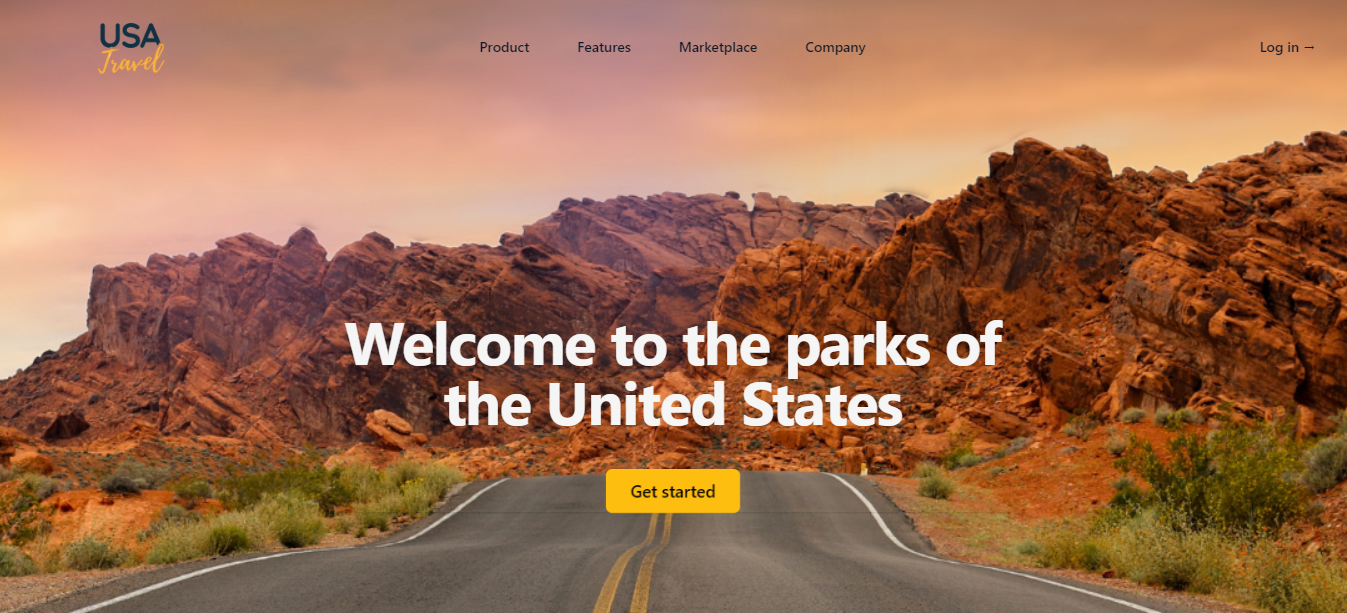 USA
Travel
Product Features Marketplace Company Log in →
Welcome to the parks of
the United States
Get started